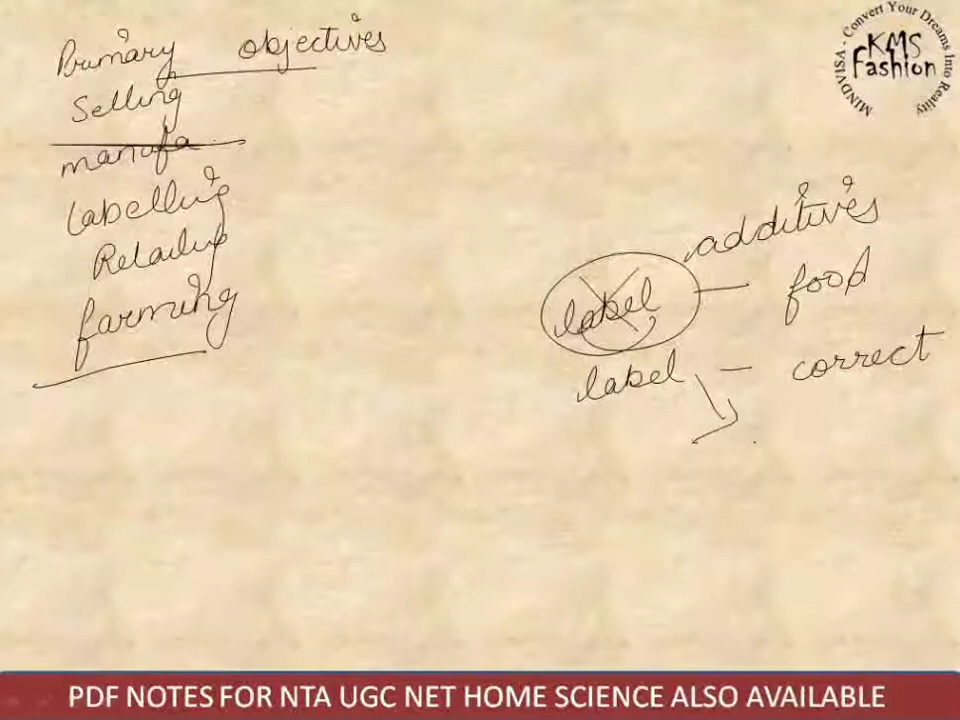 Primary objectives
Selling
manufa
Labelling
Retailing
farming
additives
label — food
label — correct
MINDVISA - Convert Your Dreams Into Reality
KMS
Fashion
PDF NOTES FOR NTA UGC NET HOME SCIENCE ALSO AVAILABLE